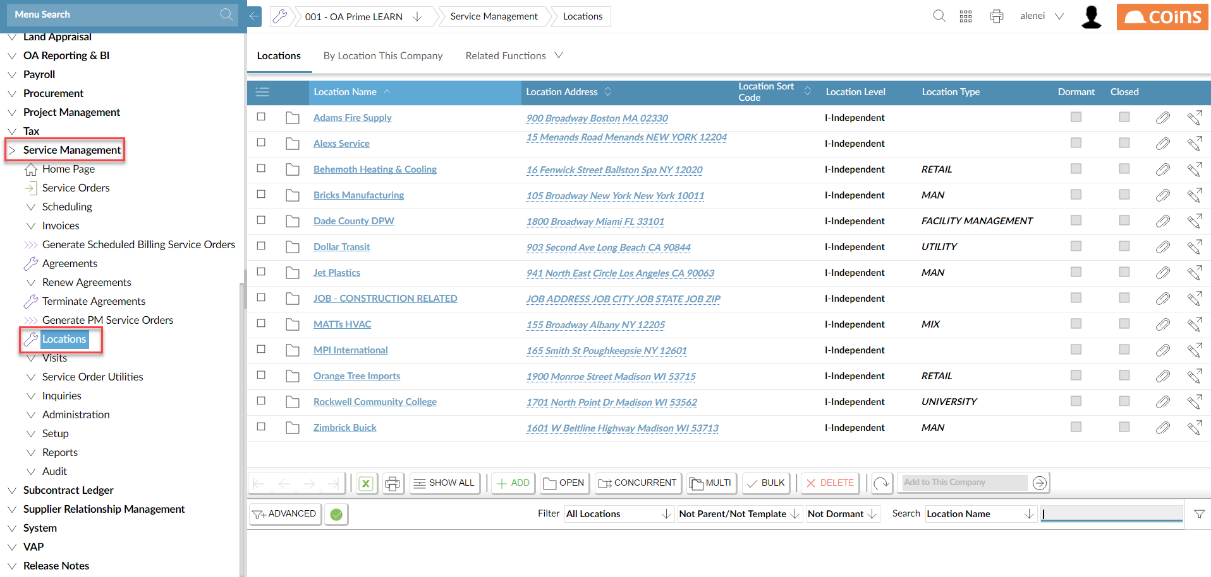 Menu Search
Land Appraisal
OA Reporting & BI
Payroll
Procurement
Project Management
Tax
Service Management
Home Page
Service Orders
Scheduling
Invoices
Generate Scheduled Billing Service Orders
Agreements
Renew Agreements
Terminate Agreements
Generate PM Service Orders
Locations
Visits
Service Order Utilities
Inquiries
Administration
Setup
Reports
Audit
Subcontract Ledger
Supplier Relationship Management
System
VAP
Release Notes
001 - OA Prime LEARN Service Management Locations
alenei
coins
Locations By Location This Company Related Functions
Location Name Location Address Location Sort Code Location Level Location Type Dormant Closed
Adams Fire Supply 900 Broadway Boston MA 02330 I-Independent
Alexs Service 15 Menands Road Menands NEW YORK 12204 I-Independent
Behemoth Heating & Cooling 16 Fenwick Street Ballston Spa NY 12020 I-Independent RETAIL
Bricks Manufacturing 105 Broadway New York New York 10011 I-Independent MAN
Dade County DPW 1800 Broadway Miami FL 33101 I-Independent FACILITY MANAGEMENT
Dollar Transit 903 Second Ave Long Beach CA 90844 I-Independent UTILITY
Jet Plastics 941 North East Circle Los Angeles CA 90063 I-Independent MAN
JOB - CONSTRUCTION RELATED JOB ADDRESS JOB CITY JOB STATE JOB ZIP I-Independent
MATTs HVAC 155 Broadway Albany NY 12205 I-Independent MIX
MPI International 165 Smith St Poughkeepsie NY 12601 I-Independent
Orange Tree Imports 1900 Monroe Street Madison WI 53715 I-Independent RETAIL
Rockwell Community College 1701 North Point Dr Madison WI 53562 I-Independent UNIVERSITY
Zimbrick Buick 1601 W Beltline Highway Madison WI 53713 I-Independent MAN
SHOW ALL ADD OPEN CONCURRENT MULTI BULK DELETE Add to This Company
ADVANCED Filter All Locations Not Parent/Not Template Not Dormant Search Location Name